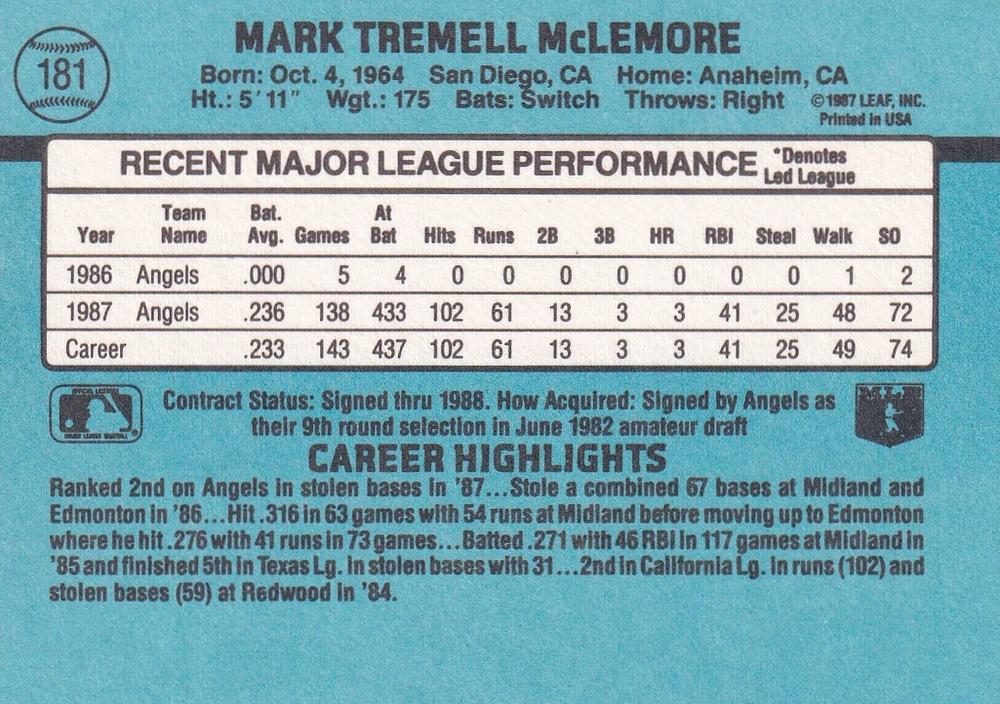 181
MARK TREMELL McLEMORE
Born: Oct. 4, 1964 San Diego, CA Home: Anaheim, CA
Ht.: 5'11" Wgt.: 175 Bats: Switch Throws: Right ©1987 LEAF, INC.
Printed in USA
RECENT MAJOR LEAGUE PERFORMANCE *Denotes
Led League
Year Team Name Bat. Avg. Games At Bat Hits Runs 2B 3B HR RBI Steal Walk SO
1986 Angels .000 5 4 0 0 0 0 0 0 0 1 2
1987 Angels .236 138 433 102 61 13 3 3 41 25 48 72
Career .233 143 437 102 61 13 3 3 41 25 49 74
Contract Status: Signed thru 1988. How Acquired: Signed by Angels as
their 9th round selection in June 1982 amateur draft
CAREER HIGHLIGHTS
Ranked 2nd on Angels in stolen bases in '87...Stole a combined 67 bases at Midland and
Edmonton in '86...Hit .316 in 63 games with 54 runs at Midland before moving up to Edmonton
where he hit .276 with 41 runs in 73 games...Batted .271 with 46 RBI in 117 games at Midland in
'85 and finished 5th in Texas Lg. in stolen bases with 31...2nd in California Lg. in runs (102) and
stolen bases (59) at Redwood in '84.